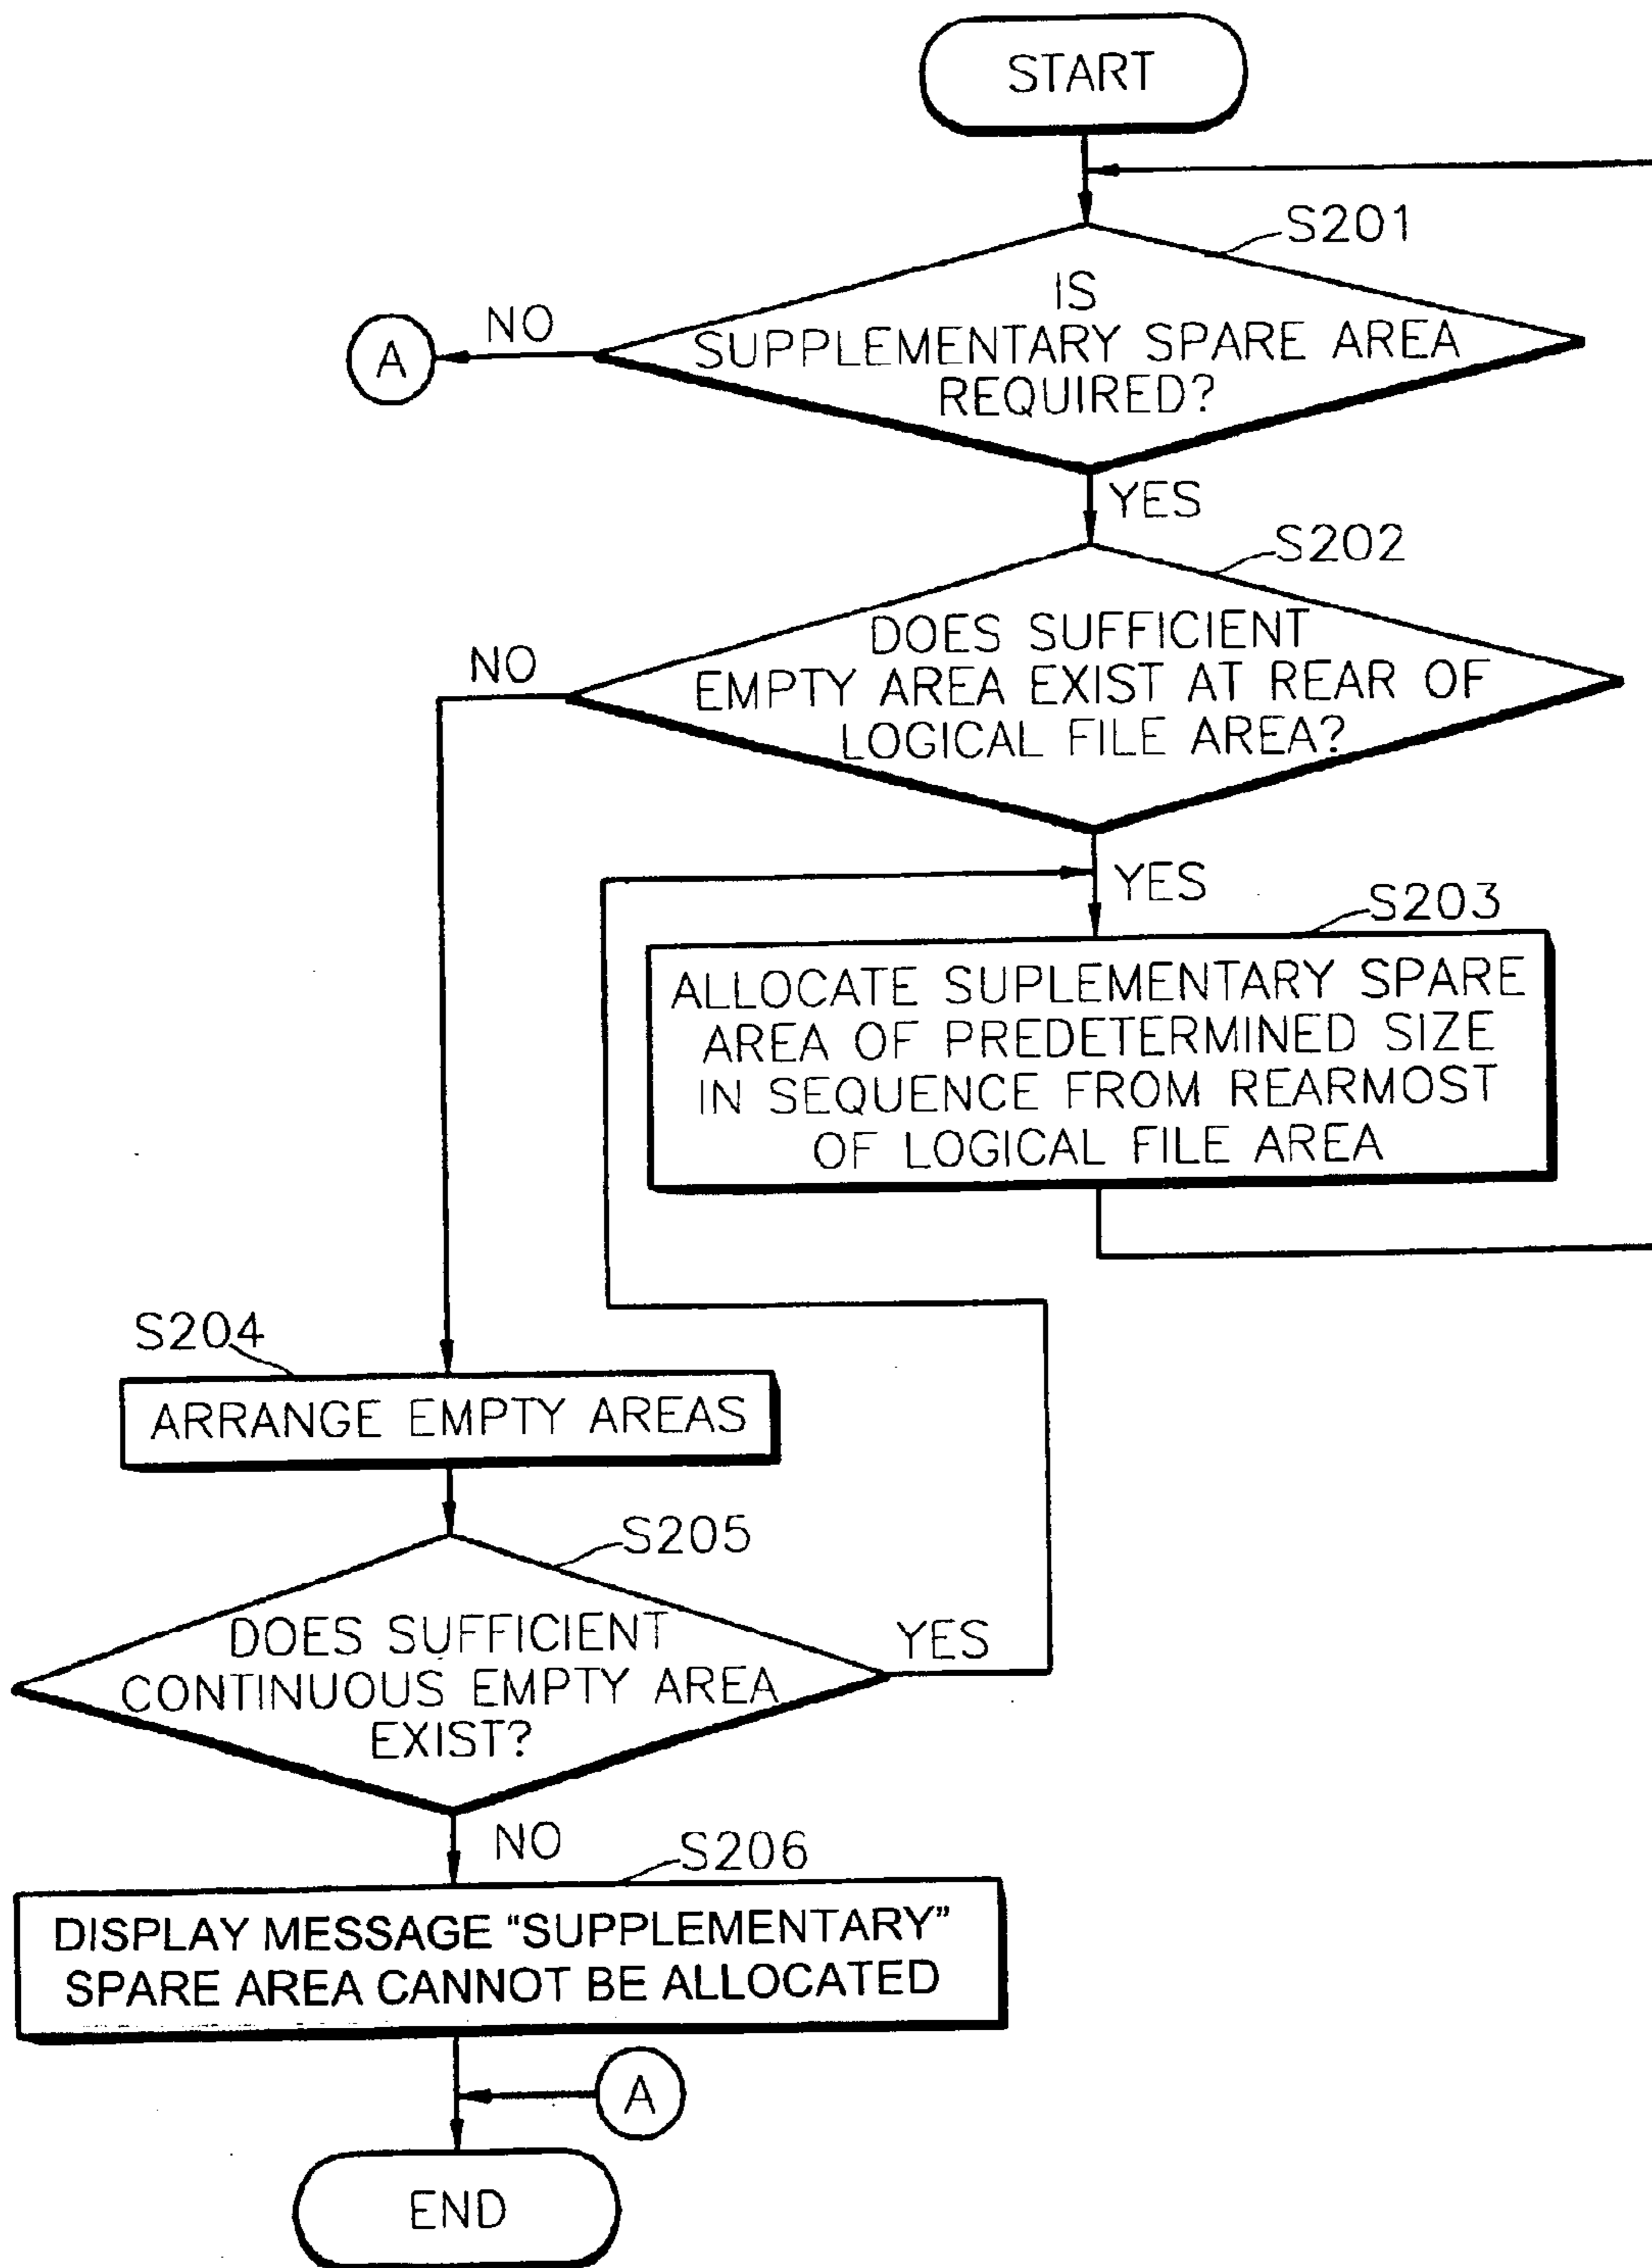 START
S201
IS
SUPPLEMENTARY SPARE AREA
REQUIRED?
NO
A
YES
S202
DOES SUFFICIENT
EMPTY AREA EXIST AT REAR OF
LOGICAL FILE AREA?
NO
YES
S203
ALLOCATE SUPLEMENTARY SPARE
AREA OF PREDETERMINED SIZE
IN SEQUENCE FROM REARMOST
OF LOGICAL FILE AREA
S204
ARRANGE EMPTY AREAS
S205
DOES SUFFICIENT
CONTINUOUS EMPTY AREA
EXIST?
YES
NO
S206
DISPLAY MESSAGE “SUPPLEMENTARY”
SPARE AREA CANNOT BE ALLOCATED
A
END